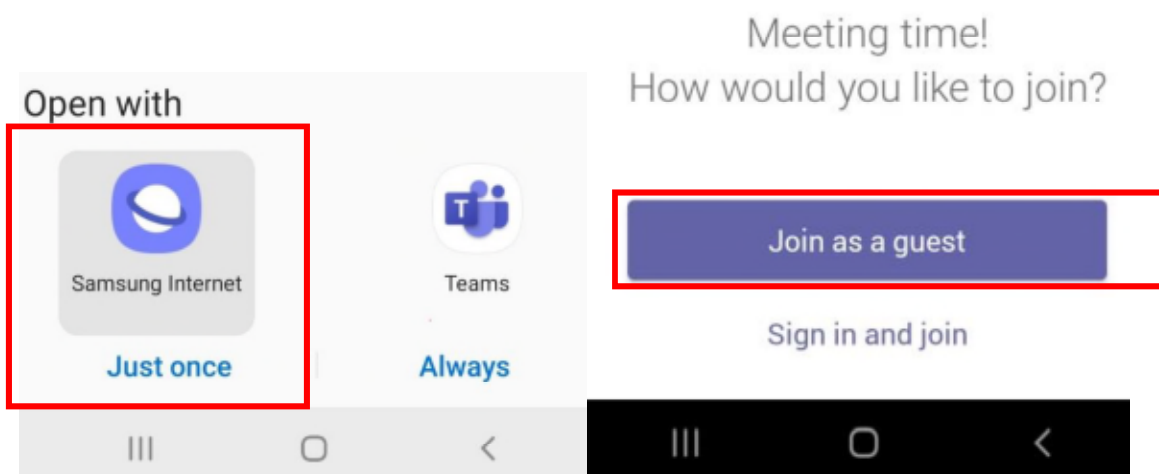 Open with
Samsung Internet
Teams
Just once
Always
Meeting time!
How would you like to join?
Join as a guest
Sign in and join